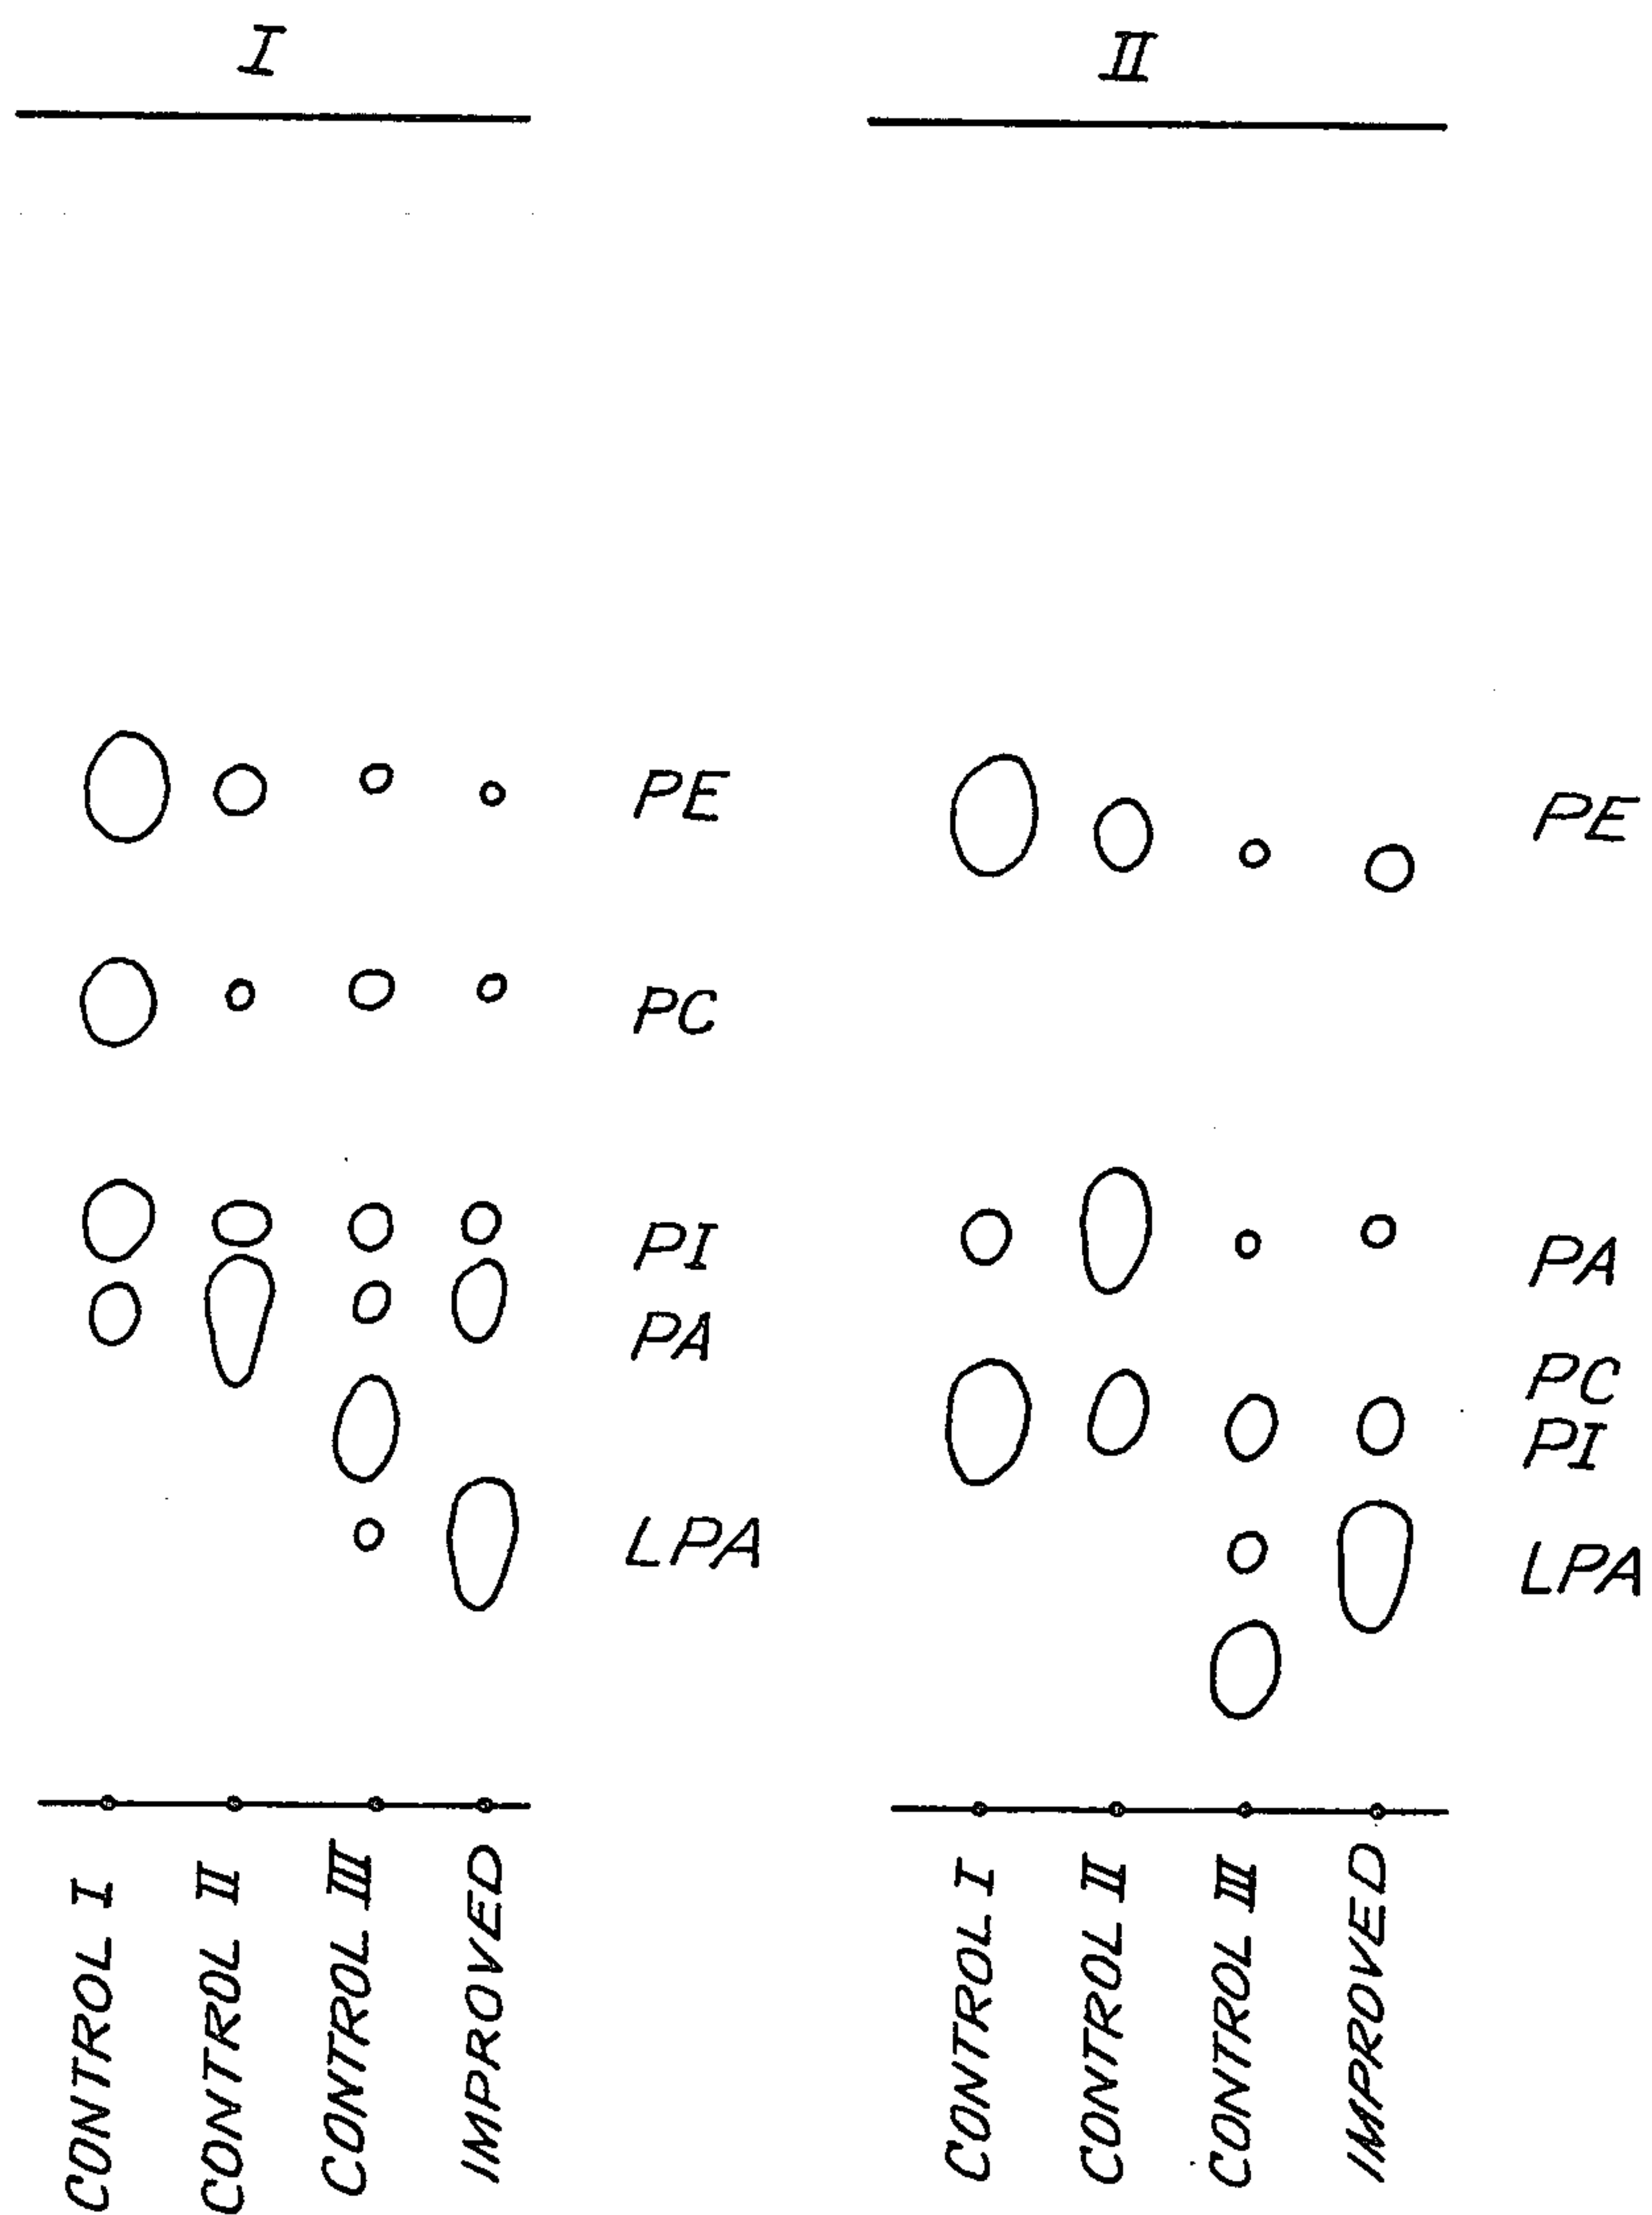 I
II
PE
PC
PI
PA
LPA
PE
PA
PC
PI
LPA
CONTROL I
CONTROL II
CONTROL III
IMPROVED
CONTROL I
CONTROL II
CONTROL III
IMPROVED